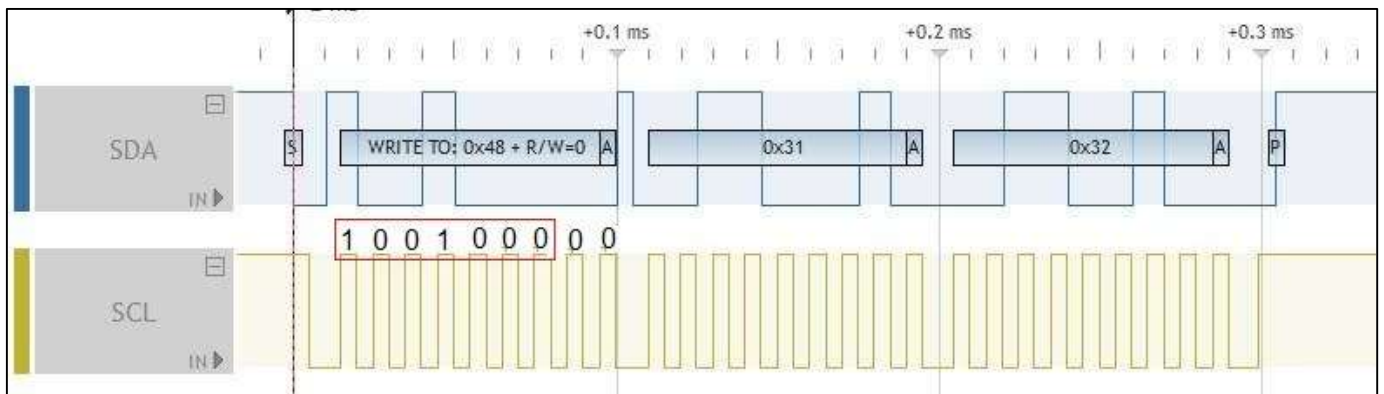 +0.1 ms +0.2 ms +0.3 ms
SDA
S WRITE TO: 0x48 + R/W=0 A 0x31 A 0x32 A P
IN
1 0 0 1 0 0 0 0 0
SCL
IN